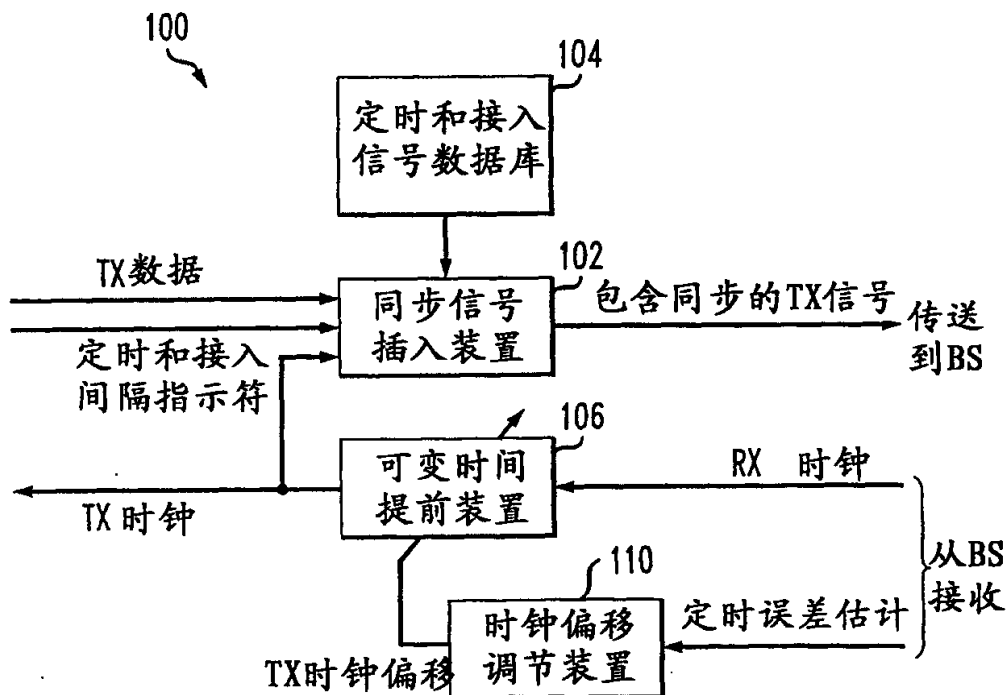 100
104
定时和接入
信号数据库
TX数据
102
同步信号
插入装置
包含同步的TX信号
传送
到BS
定时和接入
间隔指示符
106
可变时间
提前装置
RX 时钟
TX时钟
从BS
接收
110
时钟偏移
调节装置
定时误差估计
TX时钟偏移